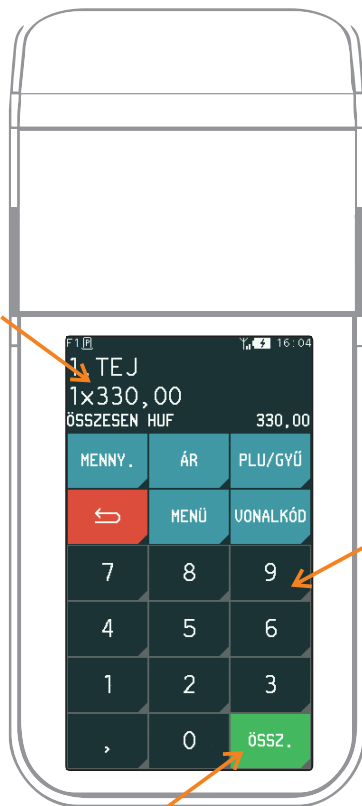 F1 P 16:04
1. TEJ
1x330,00
ÖSSZESEN HUF 330,00
MENNY. ÁR PLU/GYŰ
MENÜ VONALKÓD
7 8 9
4 5 6
1 2 3
, 0 ÖSSZ.